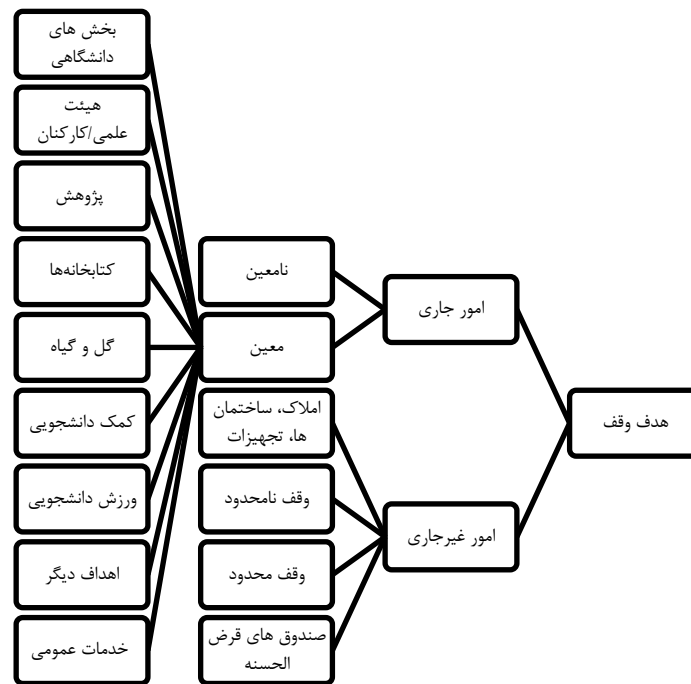 هدف وقف
امور جاری
امور غیرجاری
نامعین
معین
املاک، ساختمان
ها، تجهیزات
وقف نامحدود
وقف محدود
صندوق های قرض
الحسنه
بخش های
دانشگاهی
هیئت
علمی/کارکنان
پژوهش
کتابخانه‌ها
گل و گیاه
کمک دانشجویی
ورزش دانشجویی
اهداف دیگر
خدمات عمومی